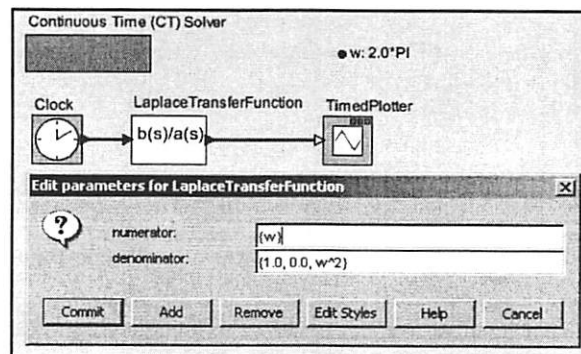 Continuous Time (CT) Solver
w: 2.0*PI
Clock
LaplaceTransferFunction
TimedPlotter
b(s)/a(s)
Edit parameters for LaplaceTransferFunction
?
numerator:
{w}
denominator:
{1.0, 0.0, w^2}
Commit
Add
Remove
Edit Styles
Help
Cancel